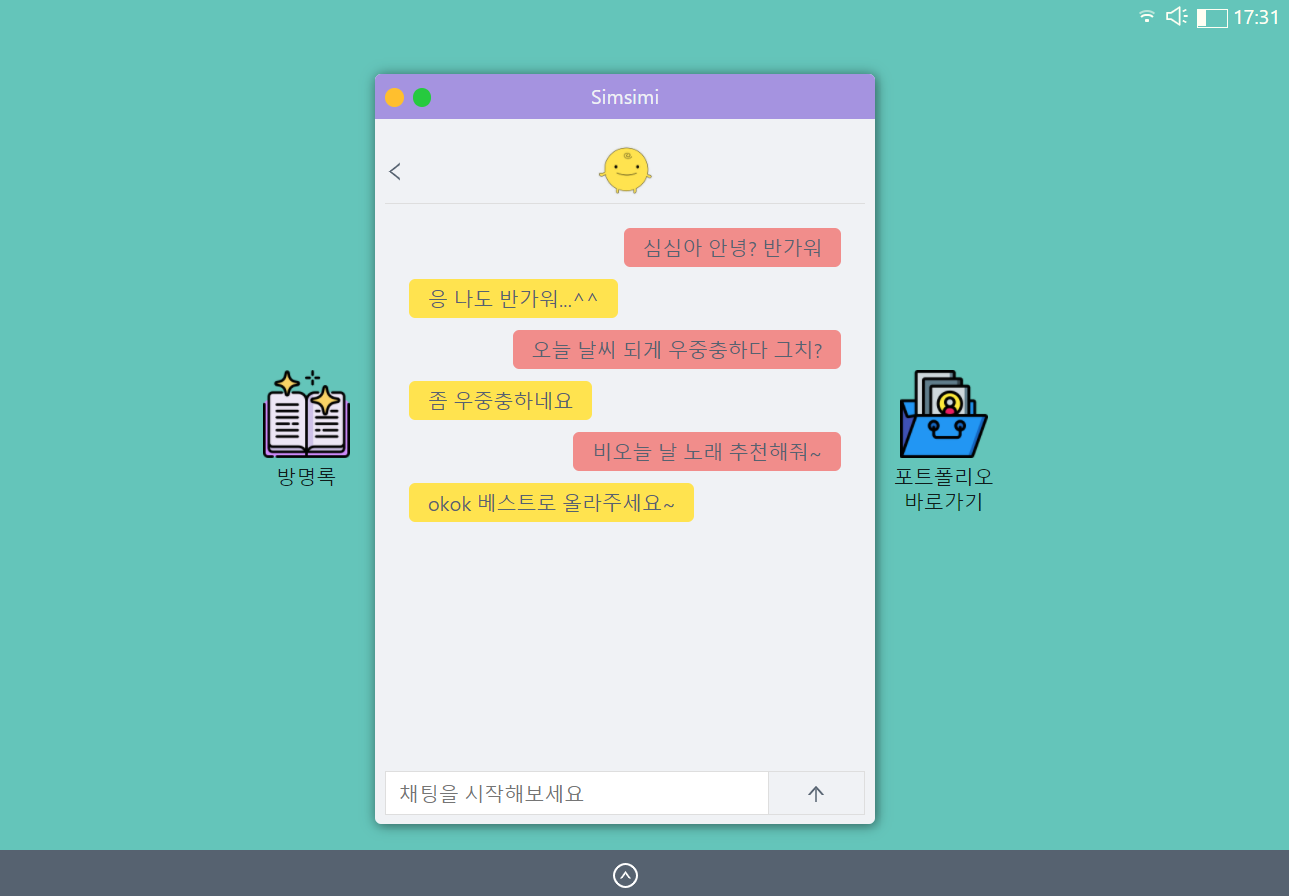 17:31
Simsimi
심심아 안녕? 반가워
응 나도 반가워...^^
오늘 날씨 되게 우중충하다 그치?
좀 우중충하네요
비오늘 날 노래 추천해줘~
okok 베스트로 올라주세요~
방명록
포트폴리오
바로가기
채팅을 시작해보세요